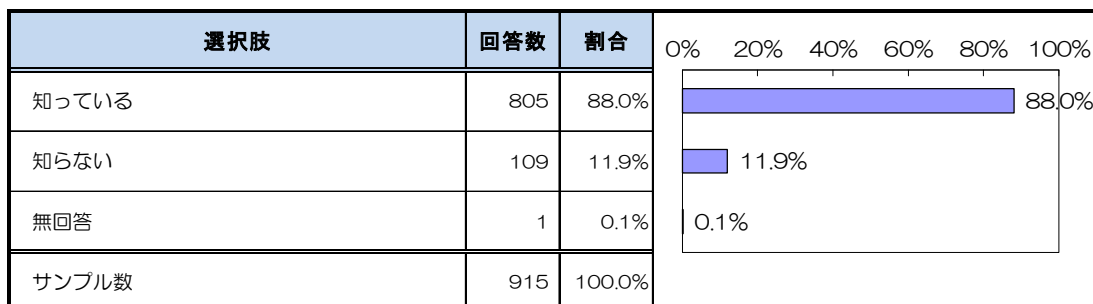 選択肢 回答数 割合
0% 20% 40% 60% 80% 100%
知っている 805 88.0% 88.0%
知らない 109 11.9% 11.9%
無回答 1 0.1% 0.1%
サンプル数 915 100.0%